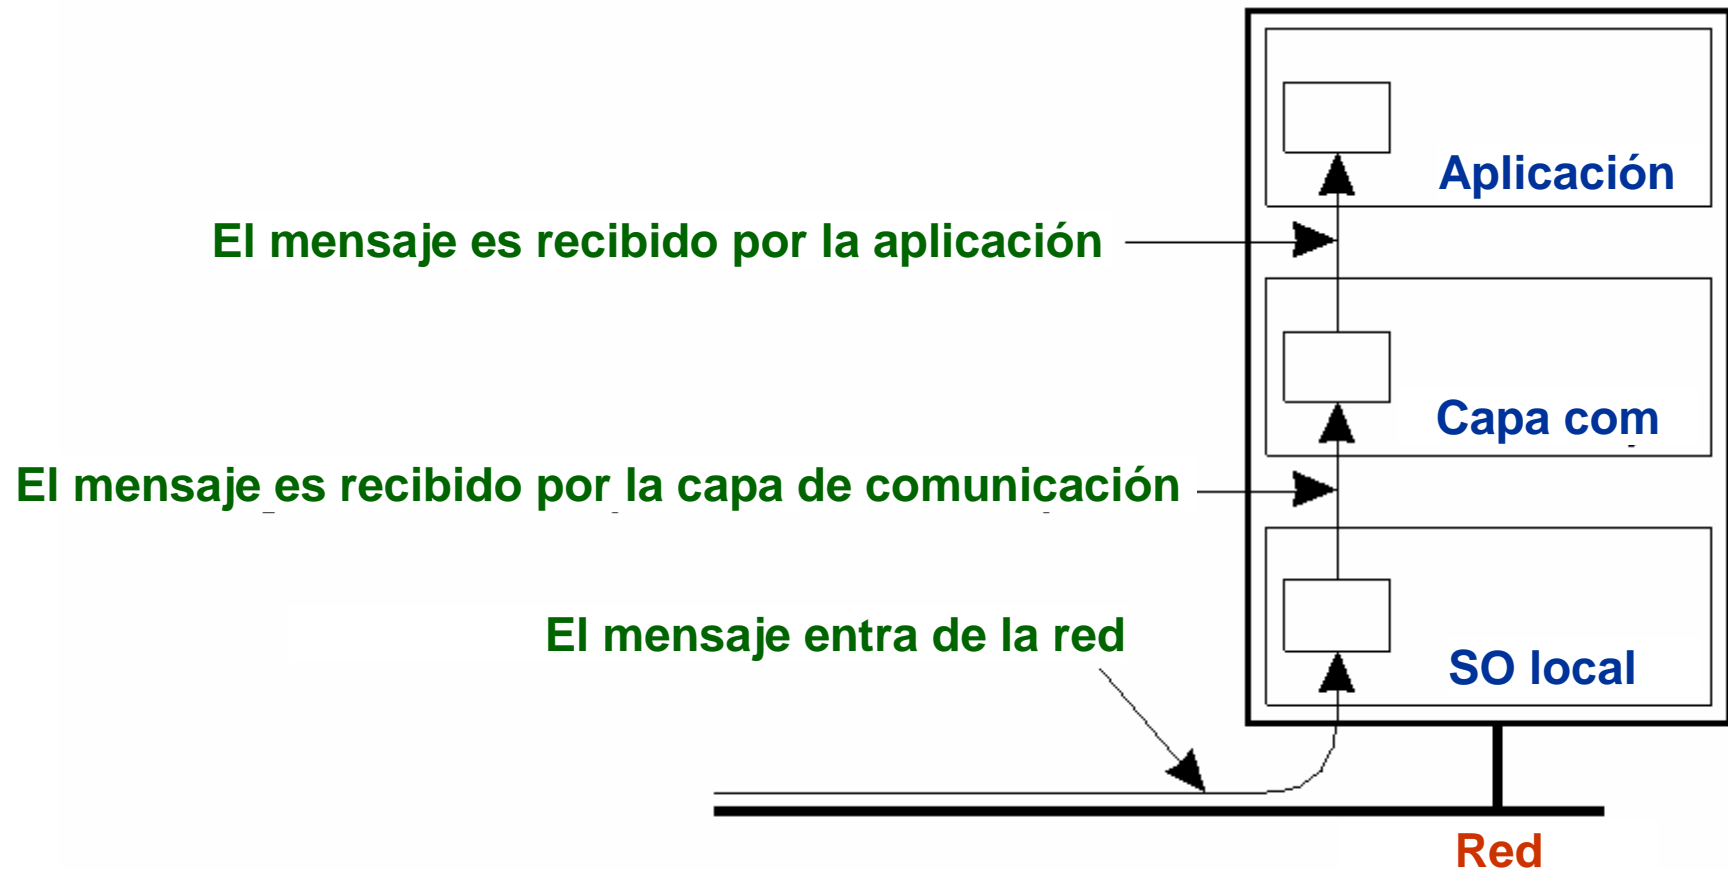 Aplicación
El mensaje es recibido por la aplicación
Capa com
El mensaje es recibido por la capa de comunicación
El mensaje entra de la red
SO local
Red